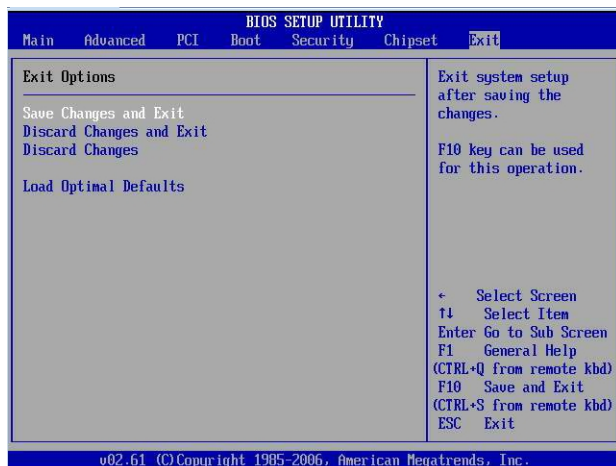 BIOS SETUP UTILITY
Main Advanced PCI Boot Security Chipset Exit
Exit Options
Save Changes and Exit
Discard Changes and Exit
Discard Changes
Load Optimal Defaults
Exit system setup
after saving the
changes.
F10 key can be used
for this operation.
← Select Screen
↑↓ Select Item
Enter Go to Sub Screen
F1 General Help
(CTRL+Q from remote kbd)
F10 Save and Exit
(CTRL+S from remote kbd)
ESC Exit
v02.61 (C)Copyright 1985-2006, American Megatrends, Inc.